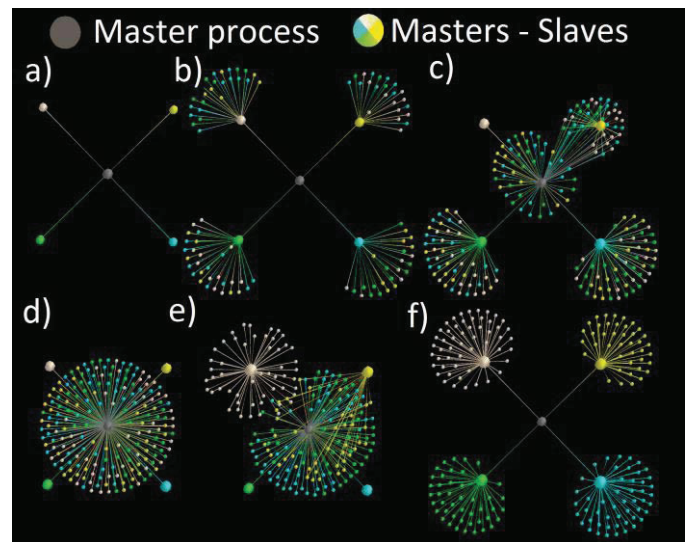 Master process
Masters - Slaves
a)
b)
c)
d)
e)
f)